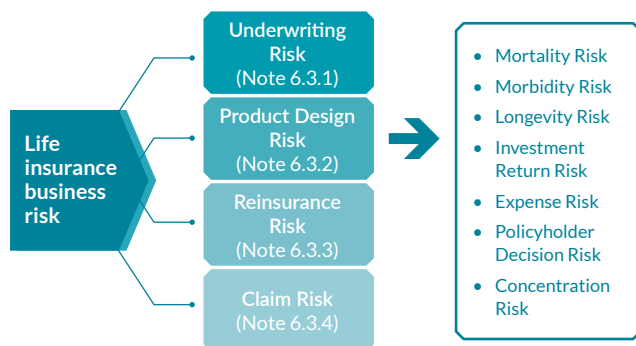 Life
insurance
business
risk
Underwriting
Risk
(Note 6.3.1)
Product Design
Risk
(Note 6.3.2)
Reinsurance
Risk
(Note 6.3.3)
Claim Risk
(Note 6.3.4)
• Mortality Risk
• Morbidity Risk
• Longevity Risk
• Investment
Return Risk
• Expense Risk
• Policyholder
Decision Risk
• Concentration
Risk